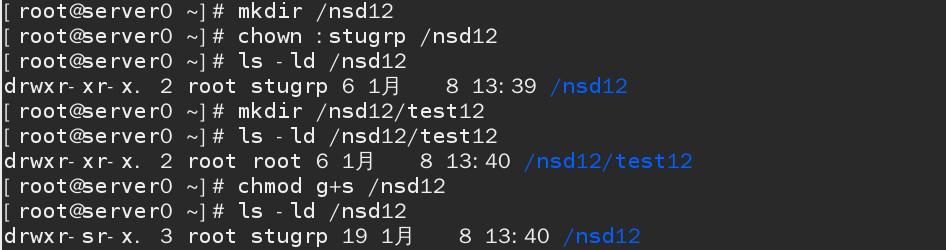 [root@server0 ~]# mkdir /nsd12
[root@server0 ~]# chown :stugrp /nsd12
[root@server0 ~]# ls -ld /nsd12
drwxr-xr-x. 2 root stugrp 6 1月 8 13:39 /nsd12
[root@server0 ~]# mkdir /nsd12/test12
[root@server0 ~]# ls -ld /nsd12/test12
drwxr-xr-x. 2 root root 6 1月 8 13:40 /nsd12/test12
[root@server0 ~]# chmod g+s /nsd12
[root@server0 ~]# ls -ld /nsd12
drwxr-sr-x. 3 root stugrp 19 1月 8 13:40 /nsd12